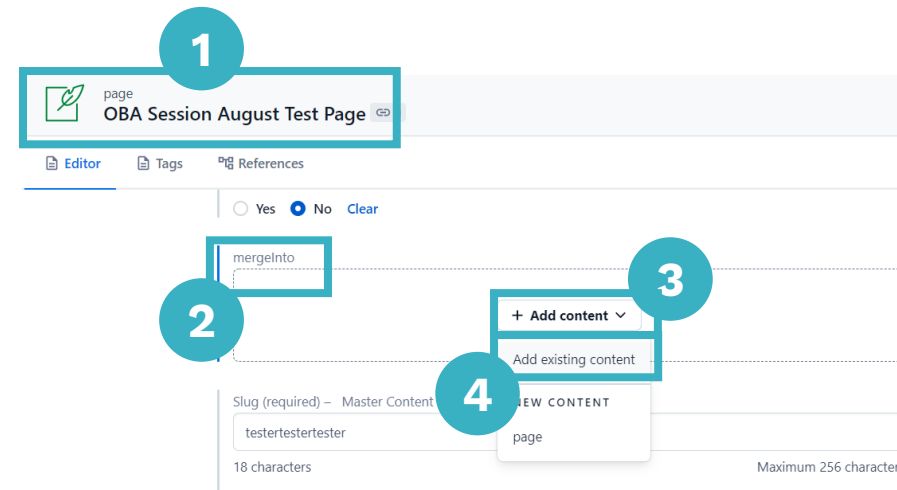 1
page
OBA Session August Test Page
Editor Tags References
Yes No Clear
mergeInto
2
3
+ Add content
Add existing content
4
NEW CONTENT
page
Slug (required) – Master Content
testertestertester
18 characters
Maximum 256 character